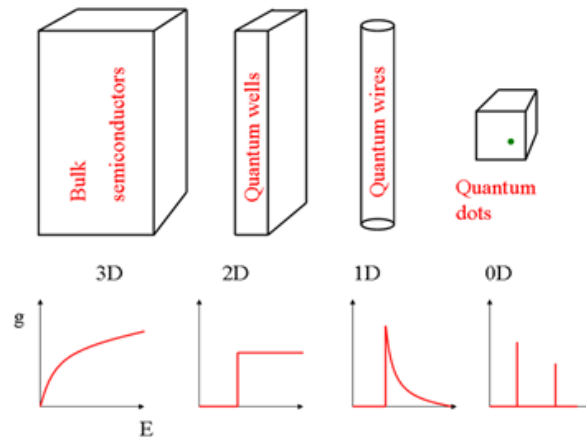 Bulk
semiconductors
Quantum wells
Quantum wires
Quantum
dots
3D
2D
1D
0D
g
E